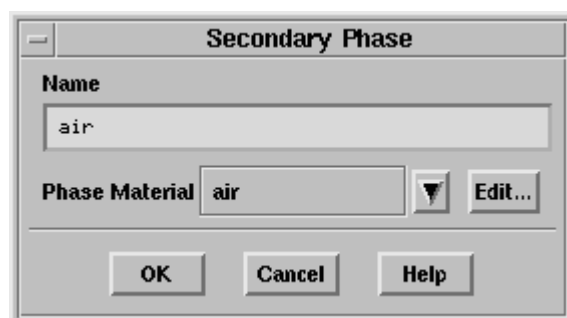 Secondary Phase
Name
air
Phase Material air Edit...
OK Cancel Help